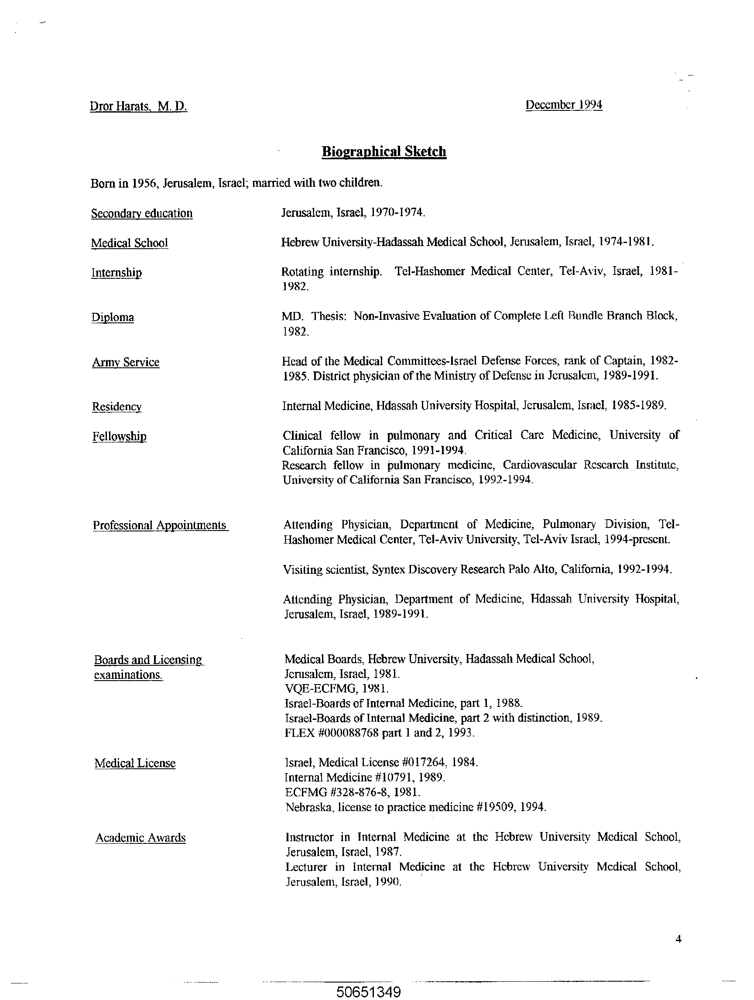 Dror Harats, M. D. December 1994
Biographical Sketch
Born in 1956, Jerusalem, Israel; married with two children.
Secondary education Jerusalem, Israel, 1970-1974.
Medical School Hebrew University-Hadassah Medical School, Jerusalem, Israel, 1974-1981.
Internship Rotating internship. Tel-Hashomer Medical Center, Tel-Aviv, Israel, 1981-
1982.
Diploma MD. Thesis: Non-Invasive Evaluation of Complete Left Bundle Branch Block,
1982.
Army Service Head of the Medical Committees-Israel Defense Forces, rank of Captain, 1982-
1985. District physician of the Ministry of Defense in Jerusalem, 1989-1991.
Residency Internal Medicine, Hdassah University Hospital, Jerusalem, Israel, 1985-1989.
Fellowship Clinical fellow in pulmonary and Critical Care Medicine, University of
California San Francisco, 1991-1994.
Research fellow in pulmonary medicine, Cardiovascular Research Institute,
University of California San Francisco, 1992-1994.
Professional Appointments Attending Physician, Department of Medicine, Pulmonary Division, Tel-
Hashomer Medical Center, Tel-Aviv University, Tel-Aviv Israel, 1994-present.
Visiting scientist, Syntex Discovery Research Palo Alto, California, 1992-1994.
Attending Physician, Department of Medicine, Hdassah University Hospital,
Jerusalem, Israel, 1989-1991.
Boards and Licensing Medical Boards, Hebrew University, Hadassah Medical School,
examinations. Jerusalem, Israel, 1981.
VQE-ECFMG, 1981.
Israel-Boards of Internal Medicine, part 1, 1988.
Israel-Boards of Internal Medicine, part 2 with distinction, 1989.
FLEX #000088768 part 1 and 2, 1993.
Medical License Israel, Medical License #017264, 1984.
Internal Medicine #10791, 1989.
ECFMG #328-876-8, 1981.
Nebraska, license to practice medicine #19509, 1994.
Academic Awards Instructor in Internal Medicine at the Hebrew University Medical School,
Jerusalem, Israel, 1987.
Lecturer in Internal Medicine at the Hebrew University Medical School,
Jerusalem, Israel, 1990.
4
50651349